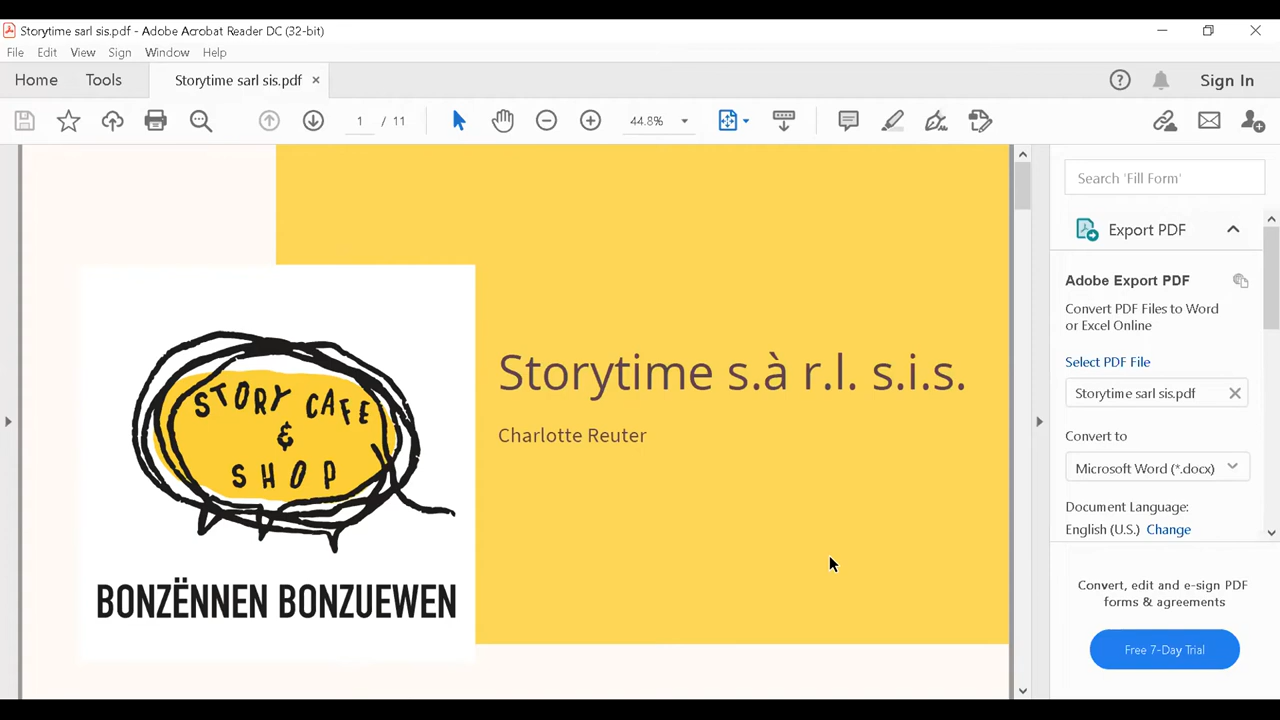 Storytime sarl sis.pdf - Adobe Acrobat Reader DC (32-bit)
File Edit View Sign Window Help
Home Tools Storytime sarl sis.pdf × Sign In
1 / 11 44.8%
Search 'Fill Form'
Export PDF
Adobe Export PDF
Convert PDF Files to Word
or Excel Online
Select PDF File
Storytime sarl sis.pdf
Convert to
Microsoft Word (*.docx)
Document Language:
English (U.S.) Change
Convert, edit and e-sign PDF
forms & agreements
Free 7-Day Trial
STORY CAFE
&
SHOP
BONZËNNEN BONZUEWEN
Storytime s.à r.l. s.i.s.
Charlotte Reuter